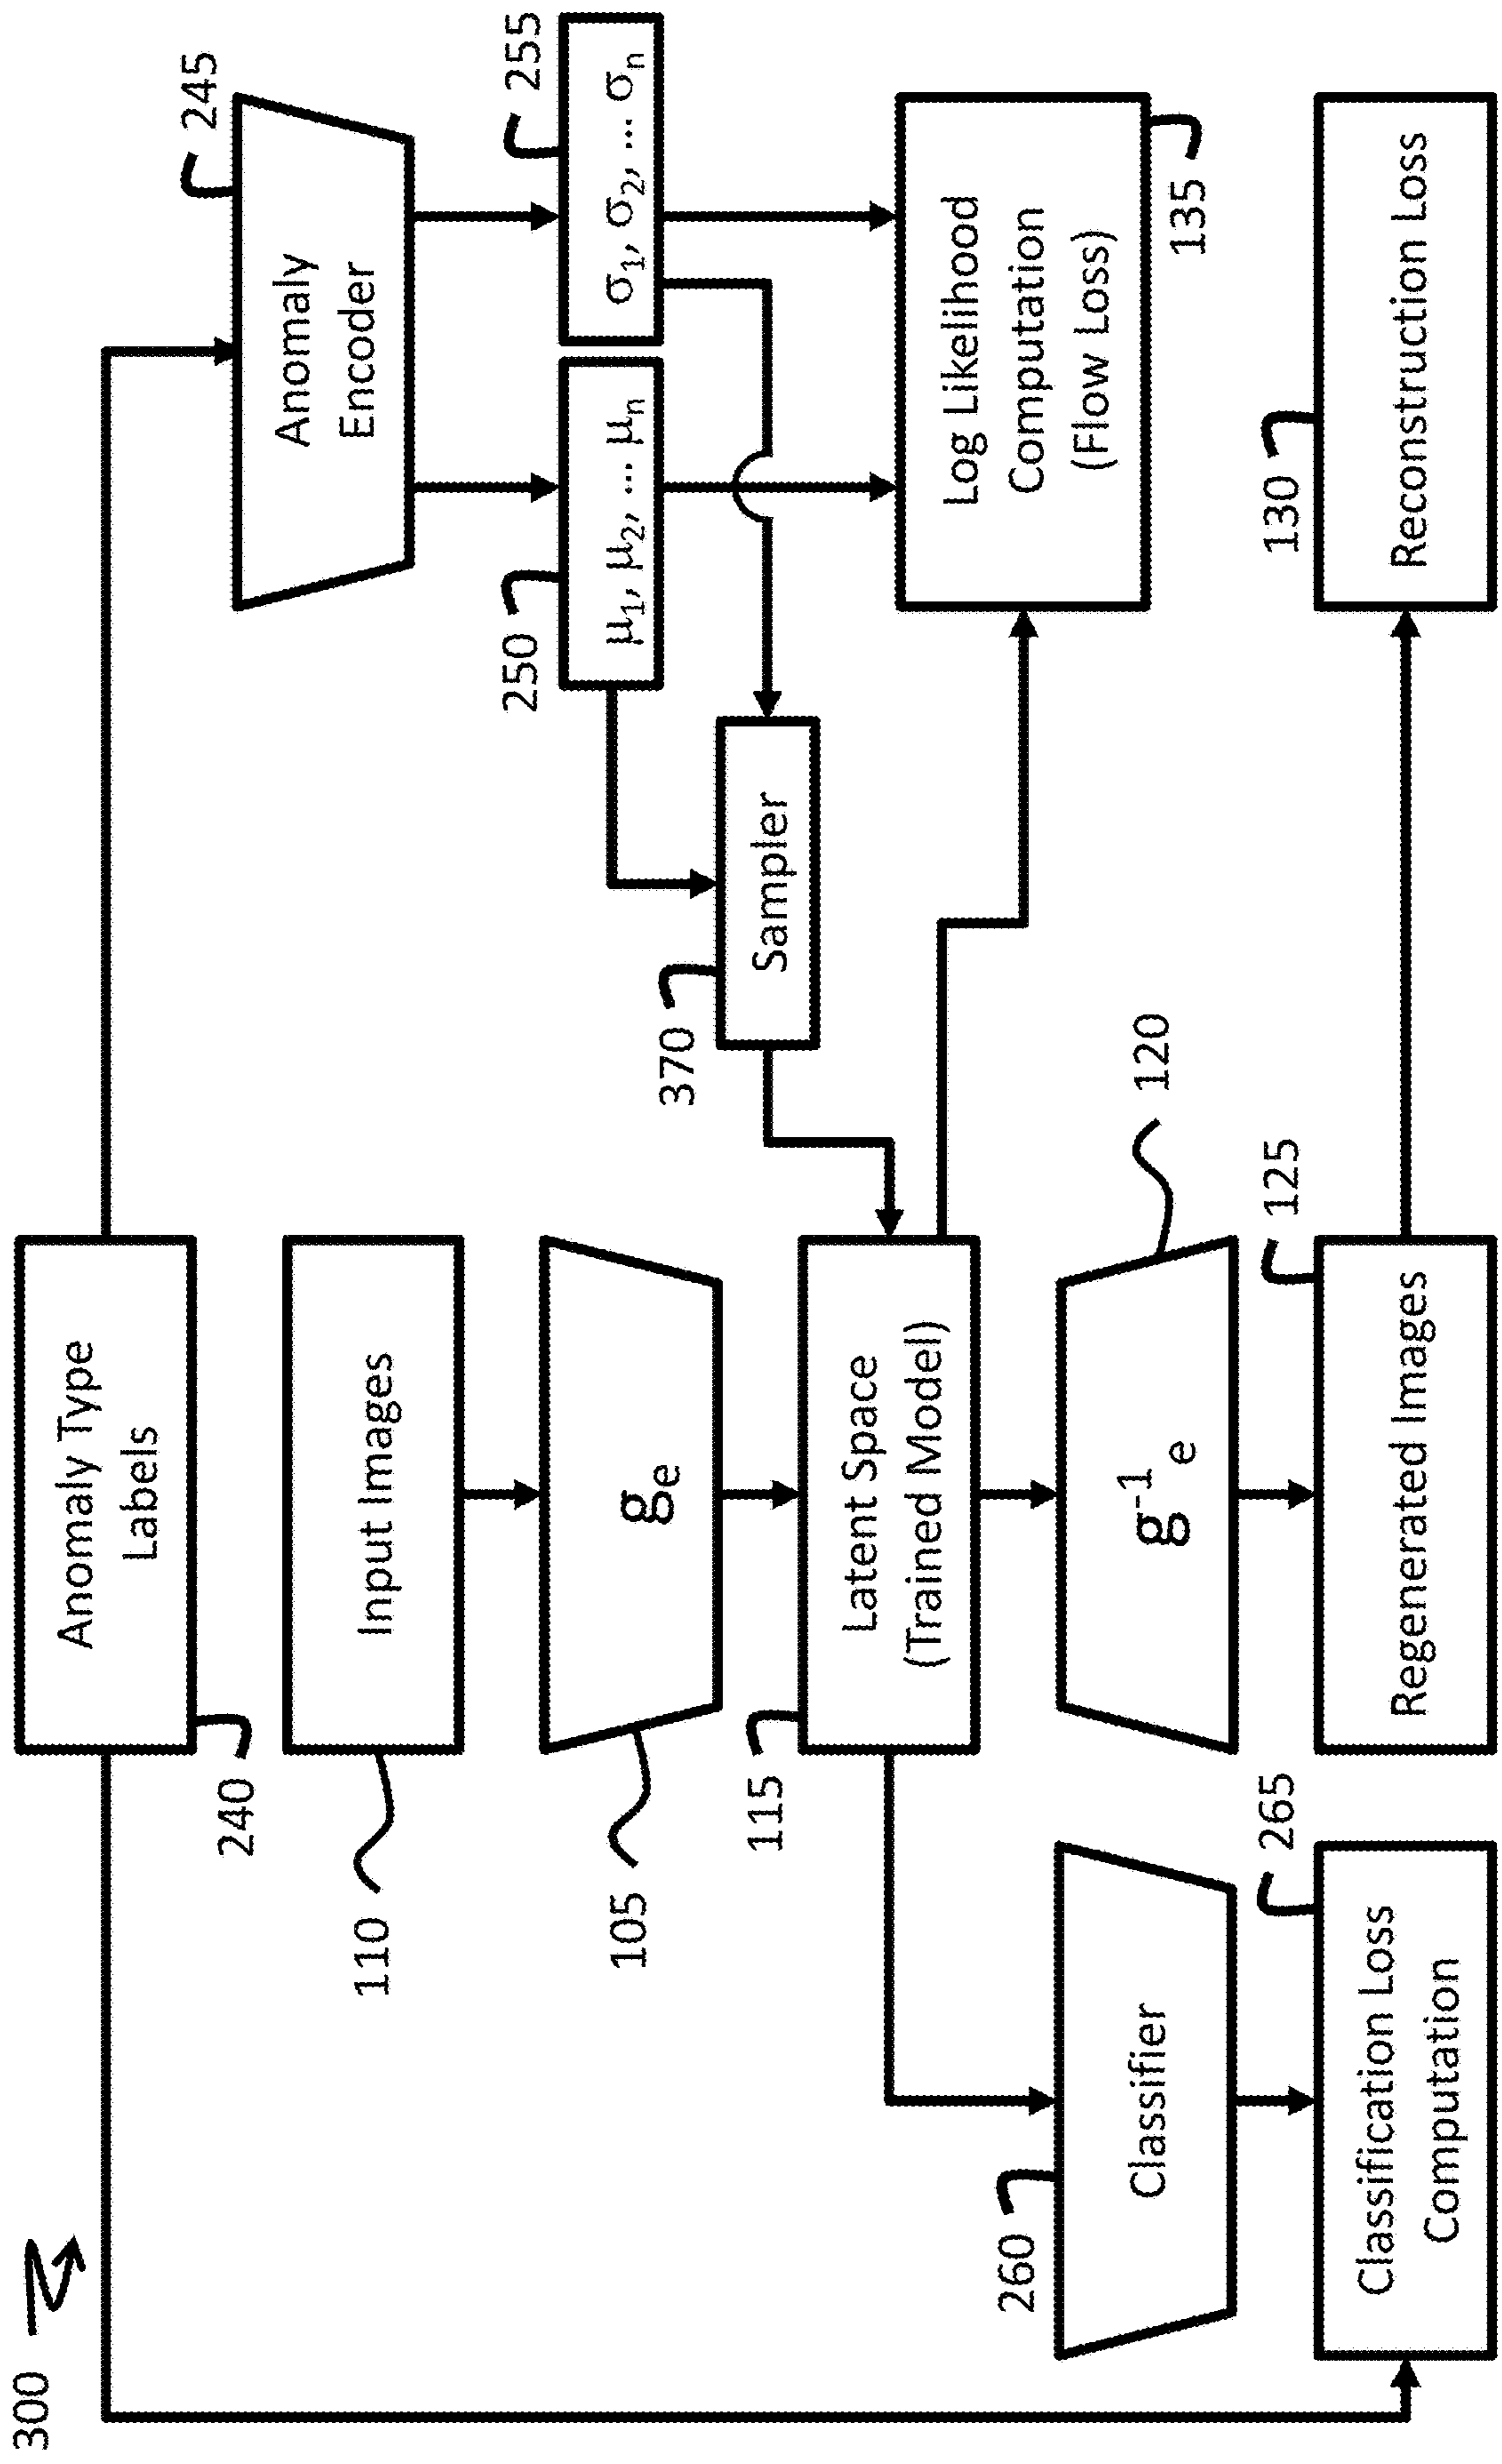 300
Anomaly Type
Labels
240
Input Images
110
g e
105
Latent Space
(Trained Model)
115
g -1 e
120
Regenerated Images
125
Classifier
260
Classification Loss
Computation
265
Anomaly
Encoder
245
μ1, μ2, ... μn
250
σ1, σ2, ... σn
255
Sampler
370
Log Likelihood
Computation
(Flow Loss)
135
Reconstruction Loss
130